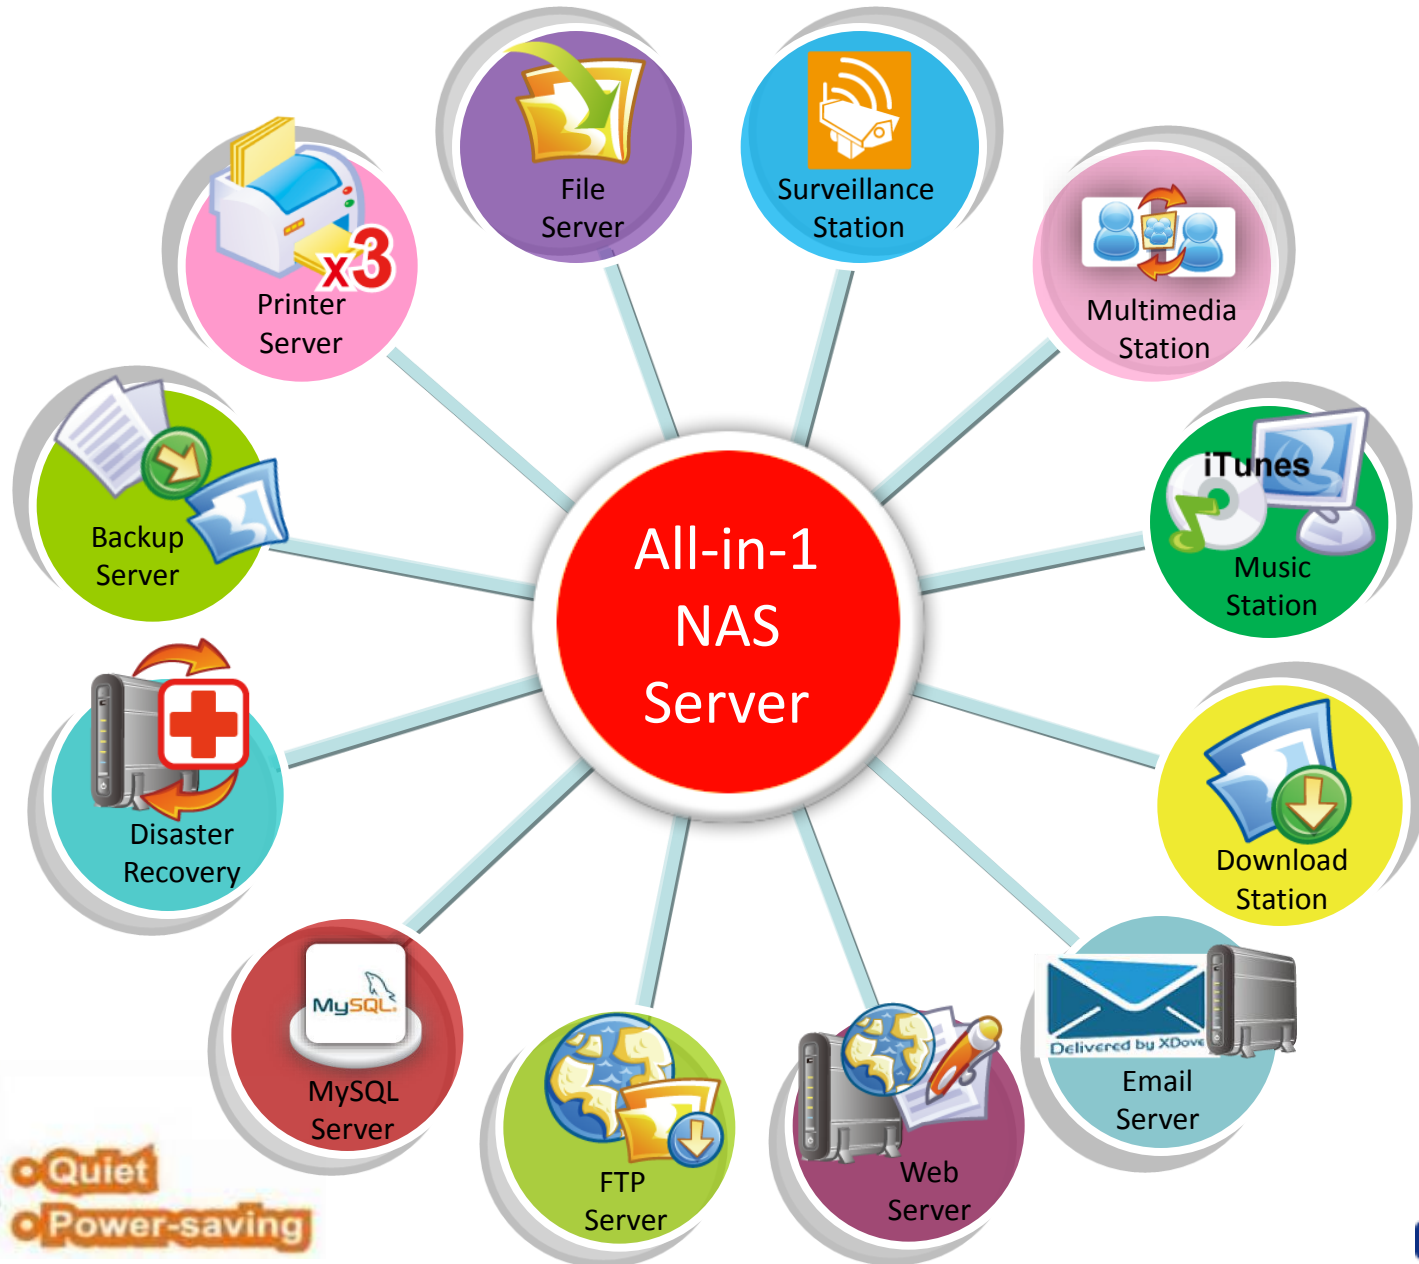 File
Server
Surveillance
Station
x3
Printer
Server
Multimedia
Station
iTunes
Music
Station
Backup
Server
All-in-1
NAS
Server
Disaster
Recovery
Download
Station
MySQL
MySQL
Server
Delivered by XDove
Email
Server
FTP
Server
Web
Server
Quiet
Power-saving